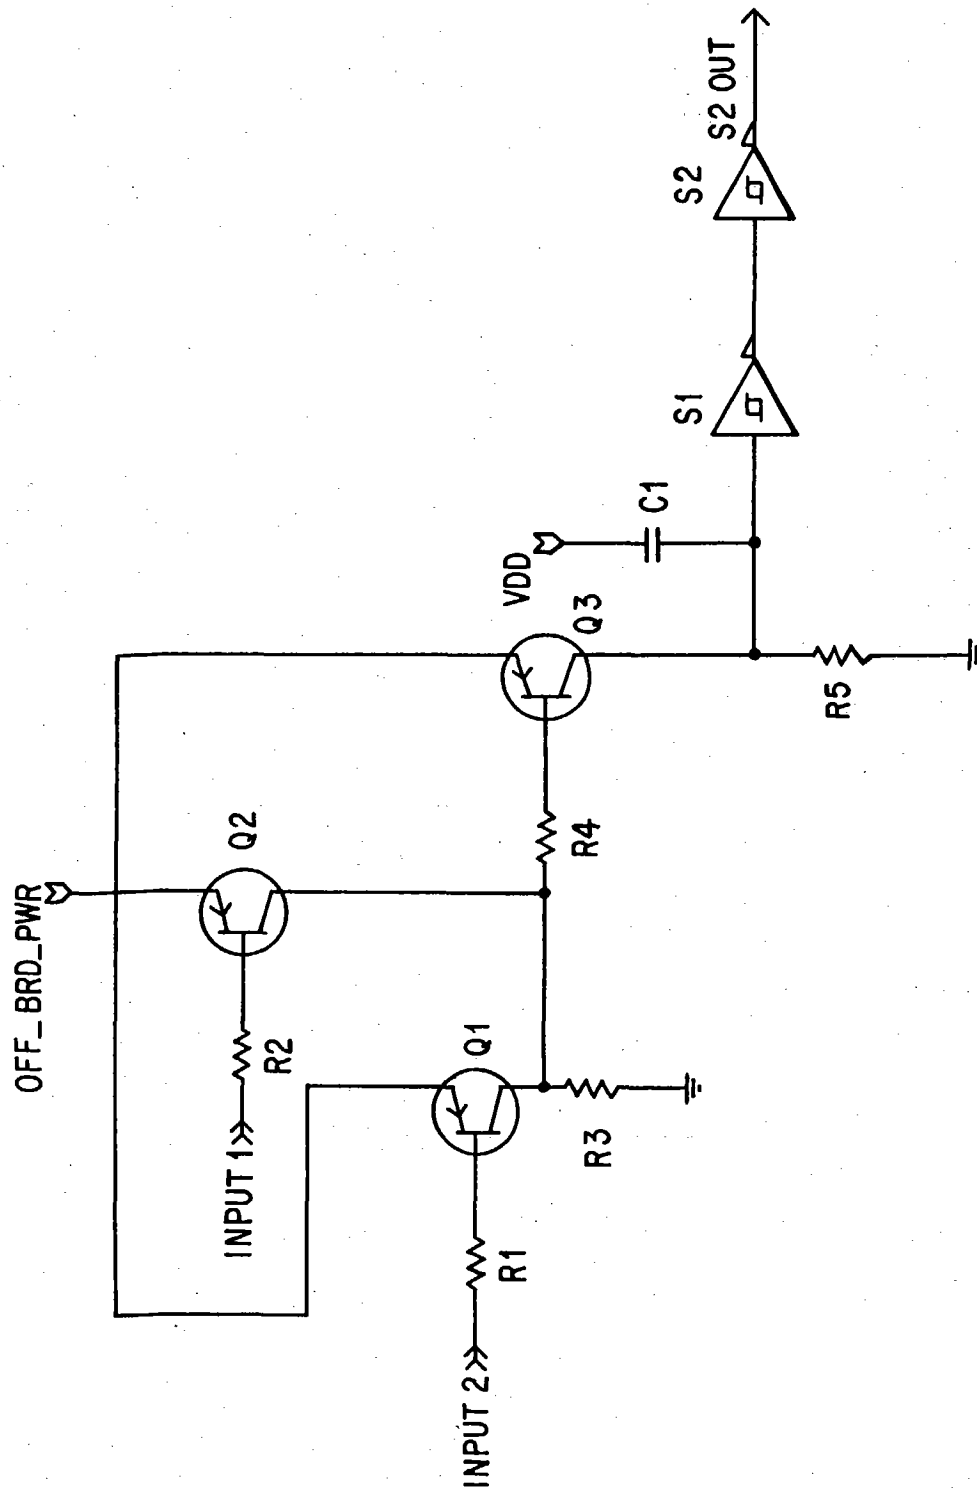 OFF_BRD_PWR
INPUT 1
R2
Q2
INPUT 2
R1
Q1
R3
R4
Q3
VDD
C1
R5
S1
S2
S2 OUT